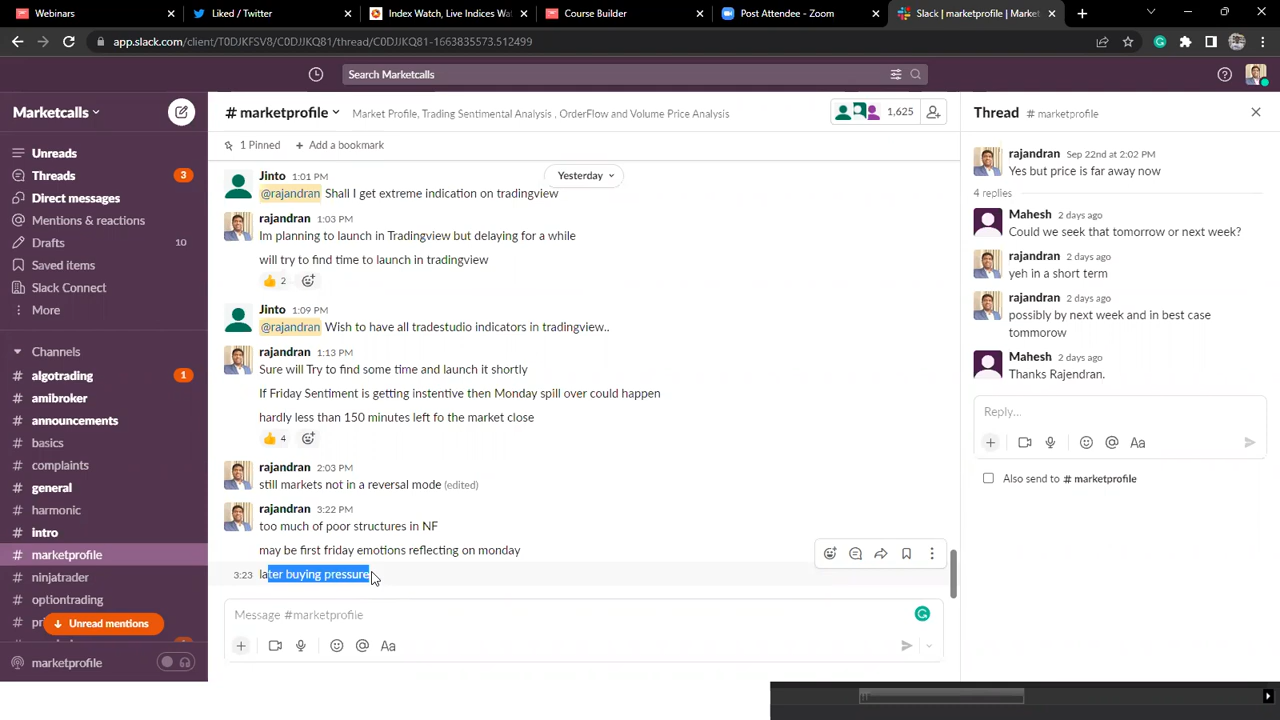 Webinars
Liked / Twitter
Index Watch, Live Indices Wat
Course Builder
Post Attendee - Zoom
Slack | marketprofile | Market
app.slack.com/client/T0DJKFSV8/C0DJJKQ81/thread/C0DJJKQ81-1663835573.512499
Search Marketcalls
Marketcalls
Unreads
Threads 3
Direct messages
Mentions & reactions
Drafts 10
Saved items
Slack Connect
More
Channels
algotrading 1
# amibroker
# announcements
# basics
# complaints
# general
# harmonic
# intro
# marketprofile
# ninjatrader
# optiontrading
# pr
Unread mentions
marketprofile
# marketprofile
Market Profile, Trading Sentimental Analysis , OrderFlow and Volume Price Analysis
1,625
1 Pinned
Add a bookmark
Yesterday
Jinto 1:01 PM
@rajandran Shall I get extreme indication on tradingview
rajandran 1:03 PM
Im planning to launch in Tradingview but delaying for a while
will try to find time to launch in tradingview
2
Jinto 1:09 PM
@rajandran Wish to have all tradestudio indicators in tradingview..
rajandran 1:13 PM
Sure will Try to find some time and launch it shortly
If Friday Sentiment is getting instentive then Monday spill over could happen
hardly less than 150 minutes left fo the market close
4
rajandran 2:03 PM
still markets not in a reversal mode (edited)
rajandran 3:22 PM
too much of poor structures in NF
may be first friday emotions reflecting on monday
3:23 later buying pressure
Message #marketprofile
Aa
Thread # marketprofile
rajandran Sep 22nd at 2:02 PM
Yes but price is far away now
4 replies
Mahesh 2 days ago
Could we seek that tomorrow or next week?
rajandran 2 days ago
yeh in a short term
rajandran 2 days ago
possibly by next week and in best case
tommorow
Mahesh 2 days ago
Thanks Rajendran.
Reply...
Aa
Also send to # marketprofile